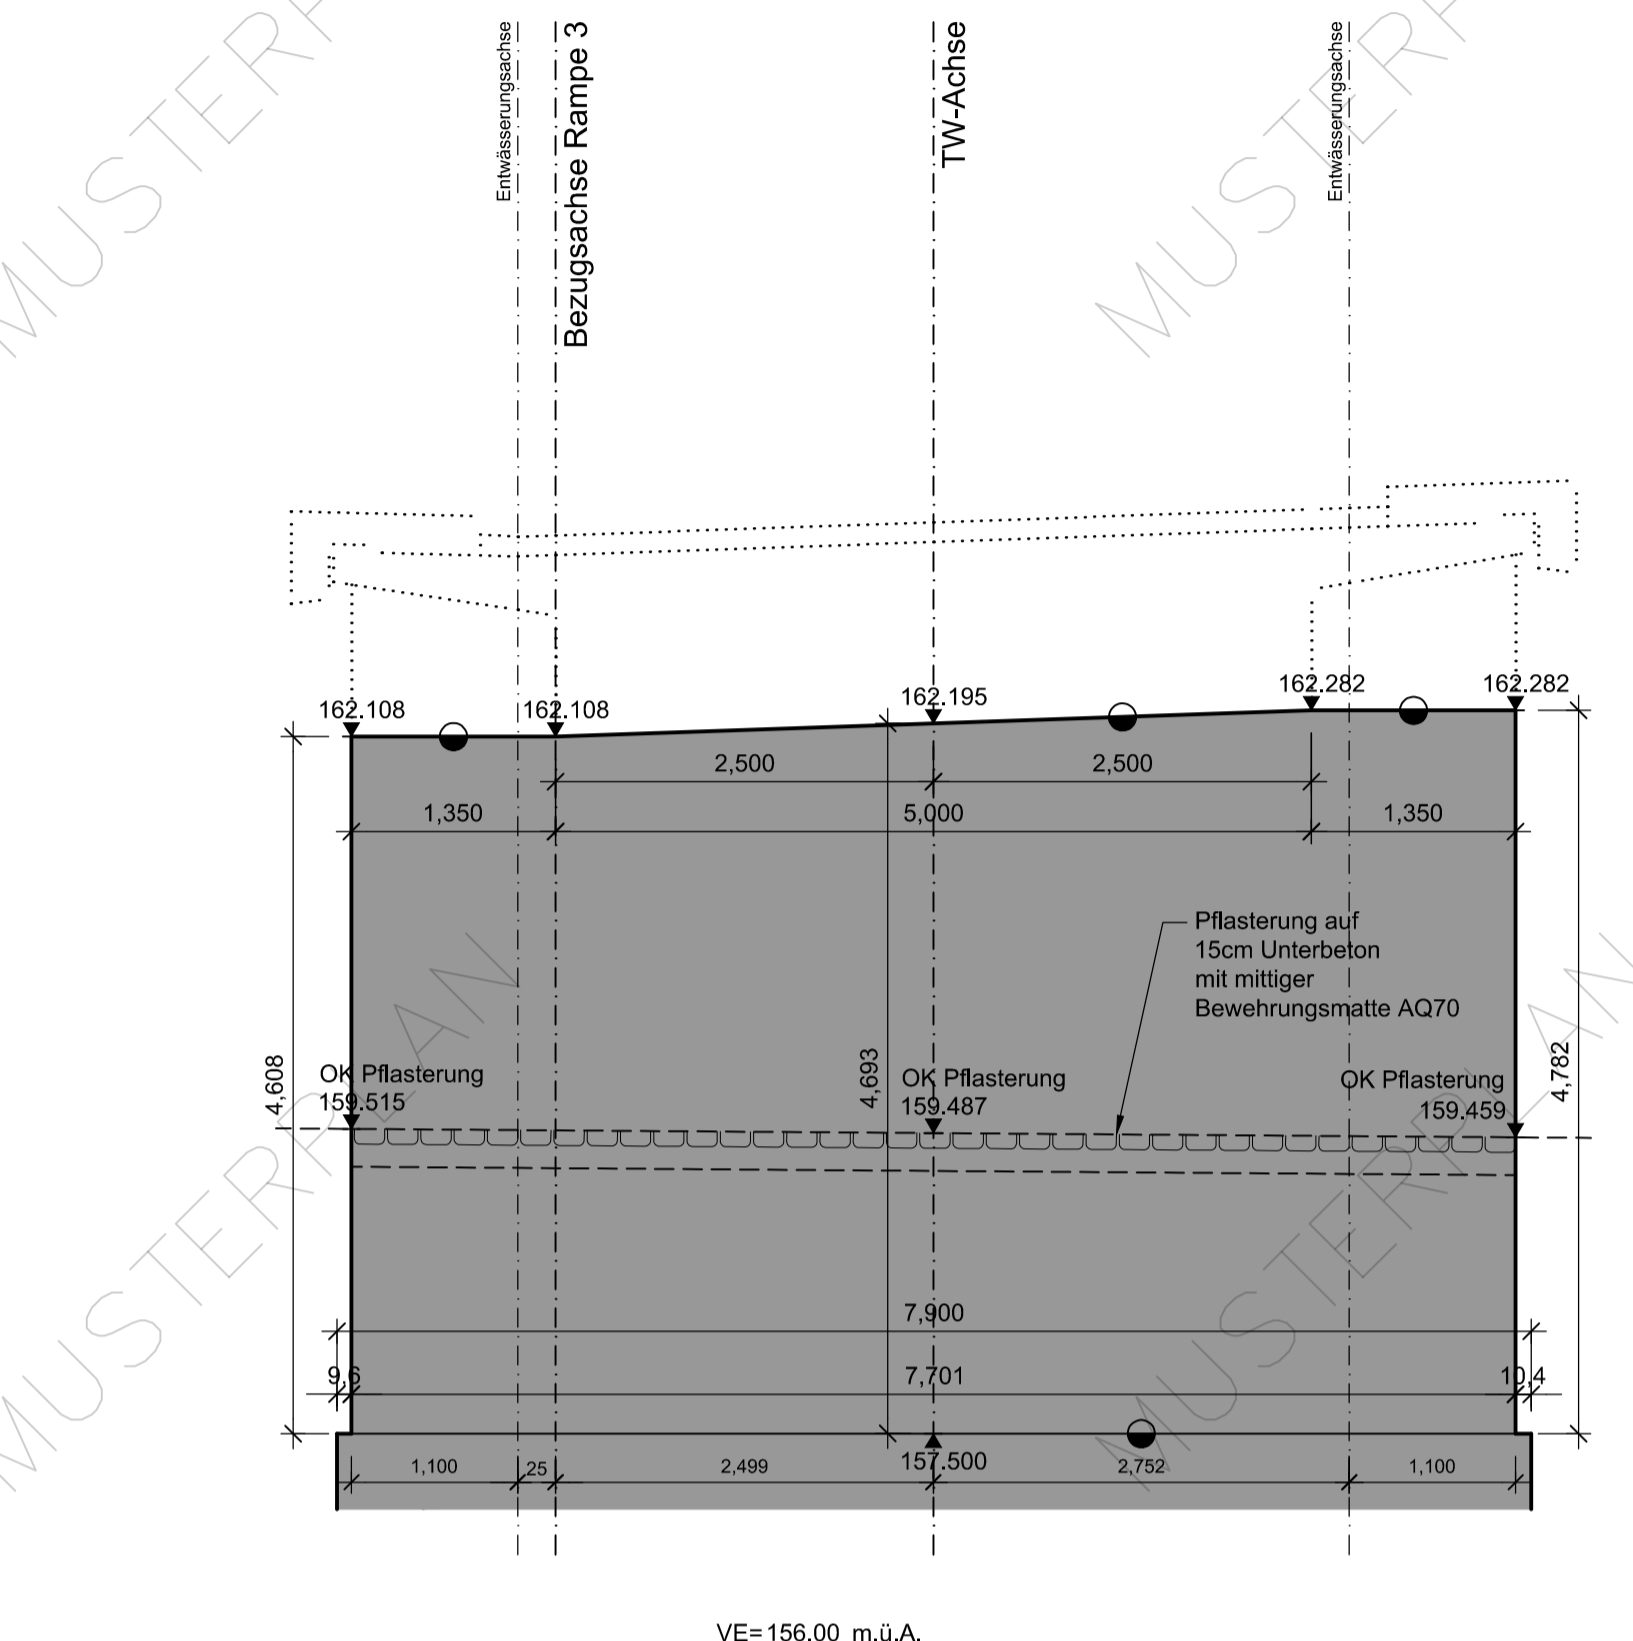 Entwässerungsachse
Bezugsachse Rampe 3
TW-Achse
Entwässerungsachse
MUSTERPLAN
MUSTERPLAN
162.108
162.108
162.195
162.282
162.282
2,500
2,500
1,350
5,000
1,350
Pflasterung auf
15cm Unterbeton
mit mittiger
Bewehrungsmatte AQ70
4,608
OK Pflasterung
159.515
4,693
OK Pflasterung
159.487
OK Pflasterung
159.459
4,782
MUSTERPLAN
MUSTERPLAN
7,900
9,6
7,701
10,4
157.500
1,100
25
2,499
2,752
1,100
VE=156.00 m.ü.A.